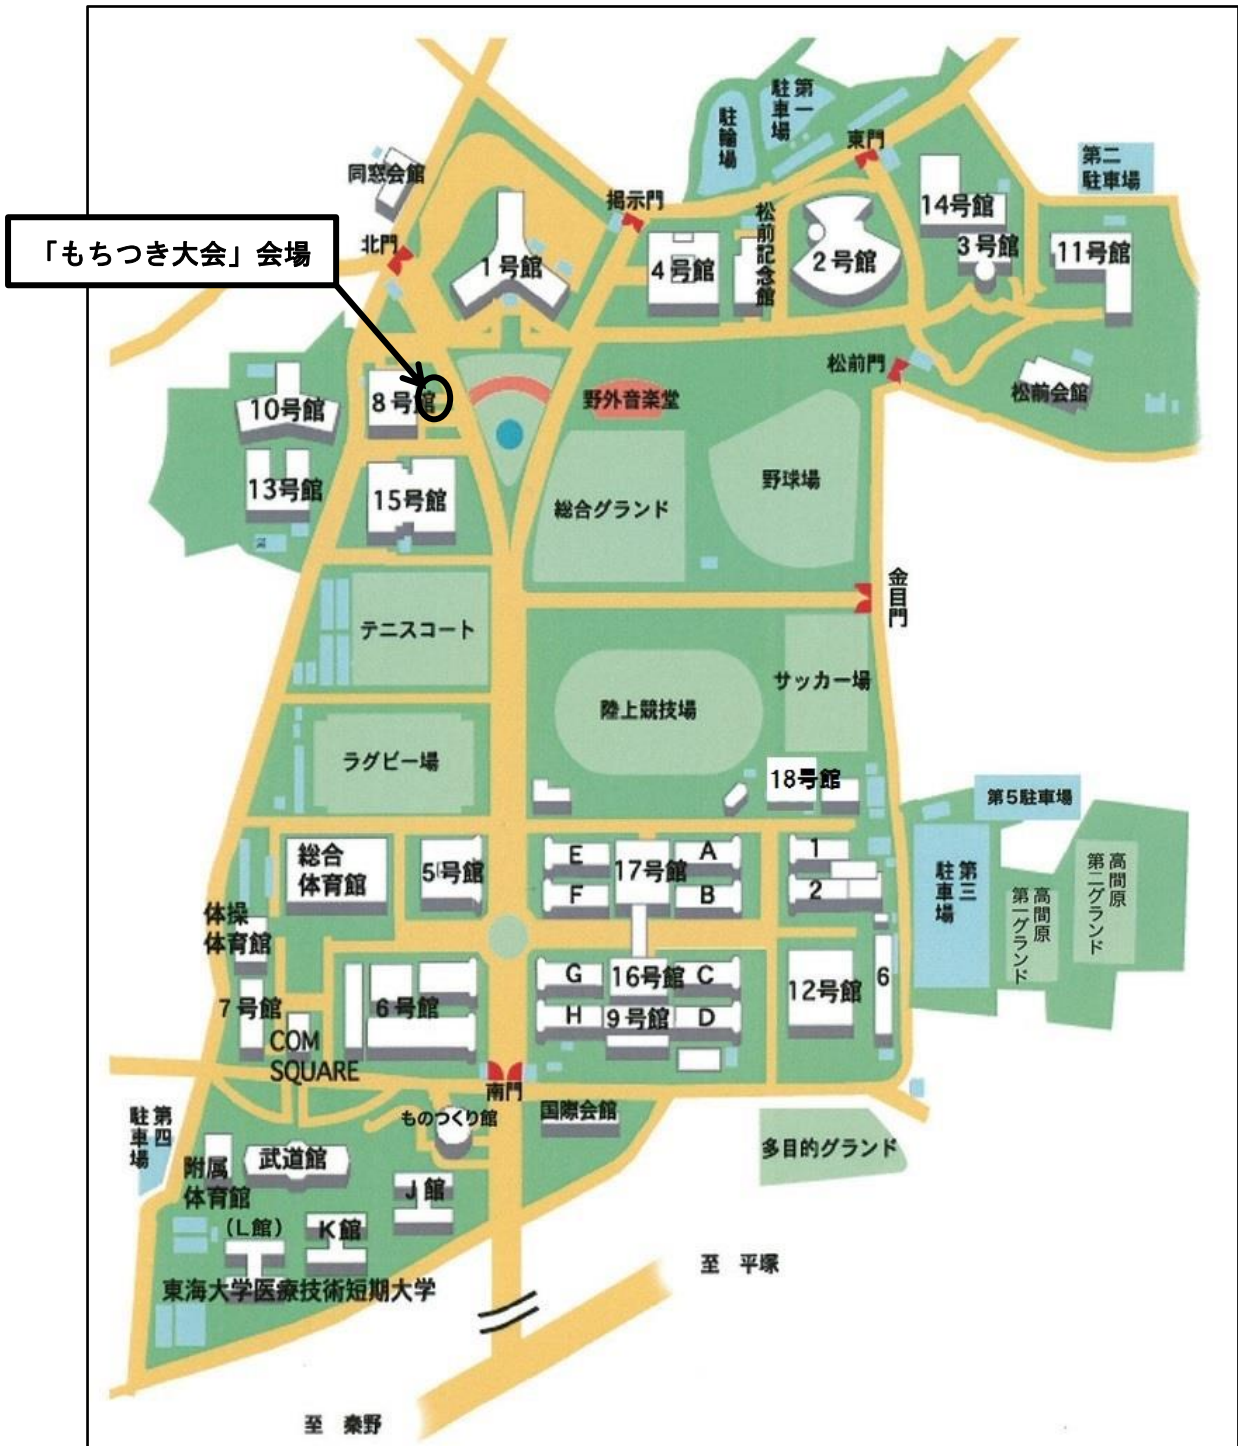 第一
駐車場
駐輪場
東門
第二
駐車場
同窓会館
掲示門
松前記念館
14号館
「もちつき大会」会場
北門
1号館
4号館
2号館
3号館
11号館
松前門
松前会館
10号館
8号館
野外音楽堂
13号館
15号館
総合グランド
野球場
金目門
テニスコート
サッカー場
陸上競技場
ラグビー場
18号館
第5駐車場
総合
体育館
5号館
E
17号館
A
1
F
B
2
第三
駐車場
高間原
第一グランド
高間原
第二グランド
体操
体育館
G
16号館
C
12号館
6
7号館
6号館
H
9号館
D
COM
SQUARE
南門
第四
駐車場
ものつくり館
国際会館
武道館
多目的グランド
附属
体育館
J館
(L館)
K館
東海大学医療技術短期大学
至 平塚
至 秦野